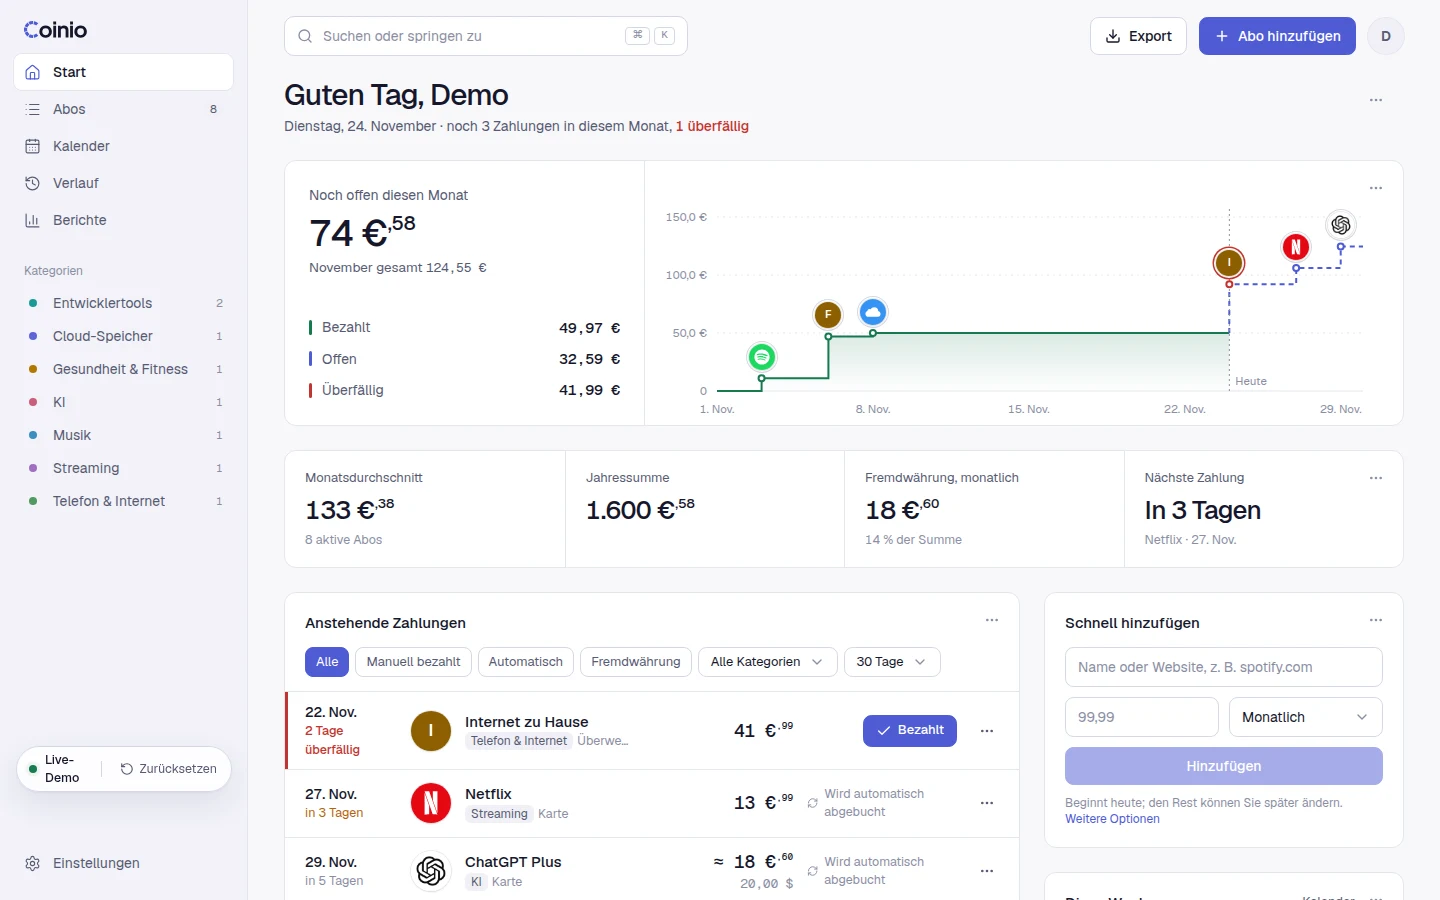 Coinio
Start
Abos 8
Kalender
Verlauf
Berichte
Kategorien
Entwicklertools 2
Cloud-Speicher 1
Gesundheit & Fitness 1
KI 1
Musik 1
Streaming 1
Telefon & Internet 1
Live-Demo
Zurücksetzen
Einstellungen
Suchen oder springen zu ⌘ K
Export
Abo hinzufügen
D
Guten Tag, Demo
Dienstag, 24. November · noch 3 Zahlungen in diesem Monat, 1 überfällig
Noch offen diesen Monat
74 €,58
November gesamt 124,55 €
Bezahlt 49,97 €
Offen 32,59 €
Überfällig 41,99 €
150,0 €
100,0 €
50,0 €
0
F
I
N
Heute
1. Nov. 8. Nov. 15. Nov. 22. Nov. 29. Nov.
Monatsdurchschnitt
133 €,38
8 aktive Abos
Jahressumme
1.600 €,58
Fremdwährung, monatlich
18 €,60
14 % der Summe
Nächste Zahlung
In 3 Tagen
Netflix · 27. Nov.
Anstehende Zahlungen
Alle Manuell bezahlt Automatisch Fremdwährung Alle Kategorien 30 Tage
22. Nov.
2 Tage
überfällig
I
Internet zu Hause
Telefon & Internet Überwe…
41 €,99
Bezahlt
27. Nov.
in 3 Tagen
N
Netflix
Streaming Karte
13 €,99
Wird automatisch
abgebucht
29. Nov.
in 5 Tagen
ChatGPT Plus
KI Karte
≈ 18 €,60
20,00 $
Wird automatisch
abgebucht
Schnell hinzufügen
Name oder Website, z. B. spotify.com
99,99
Monatlich
Hinzufügen
Beginnt heute; den Rest können Sie später ändern.
Weitere Optionen